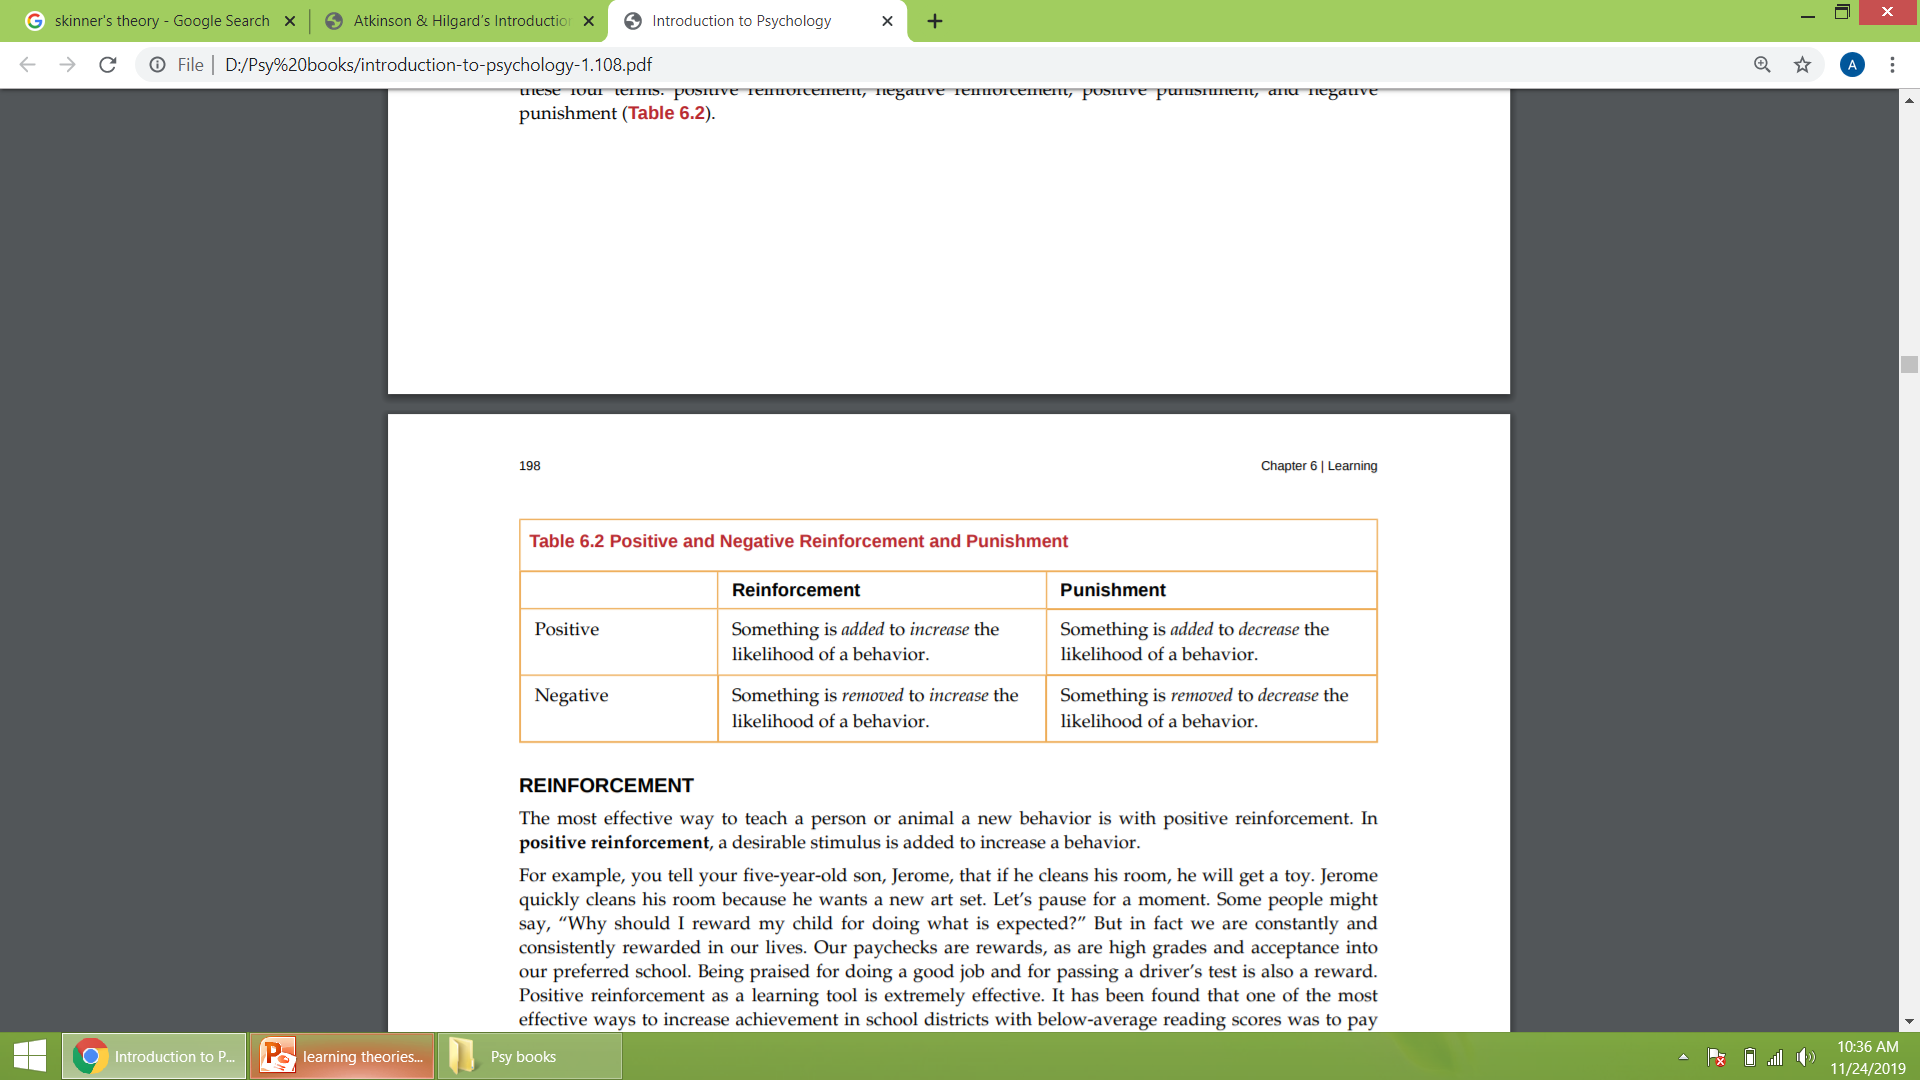 skinner's theory - Google Search
Atkinson & Hilgard's Introduction
Introduction to Psychology
File | D:/Psy%20books/introduction-to-psychology-1.108.pdf
A
these four terms: positive reinforcement, negative reinforcement, positive punishment, and negative
punishment (Table 6.2).
198
Chapter 6 | Learning
Table 6.2 Positive and Negative Reinforcement and Punishment
Reinforcement
Punishment
Positive
Something is added to increase the
likelihood of a behavior.
Something is added to decrease the
likelihood of a behavior.
Negative
Something is removed to increase the
likelihood of a behavior.
Something is removed to decrease the
likelihood of a behavior.
REINFORCEMENT
The most effective way to teach a person or animal a new behavior is with positive reinforcement. In
positive reinforcement, a desirable stimulus is added to increase a behavior.
For example, you tell your five-year-old son, Jerome, that if he cleans his room, he will get a toy. Jerome
quickly cleans his room because he wants a new art set. Let's pause for a moment. Some people might
say, "Why should I reward my child for doing what is expected?" But in fact we are constantly and
consistently rewarded in our lives. Our paychecks are rewards, as are high grades and acceptance into
our preferred school. Being praised for doing a good job and for passing a driver's test is also a reward.
Positive reinforcement as a learning tool is extremely effective. It has been found that one of the most
effective ways to increase achievement in school districts with below-average reading scores was to pay
Introduction to P...
learning theories...
Psy books
10:36 AM
11/24/2019